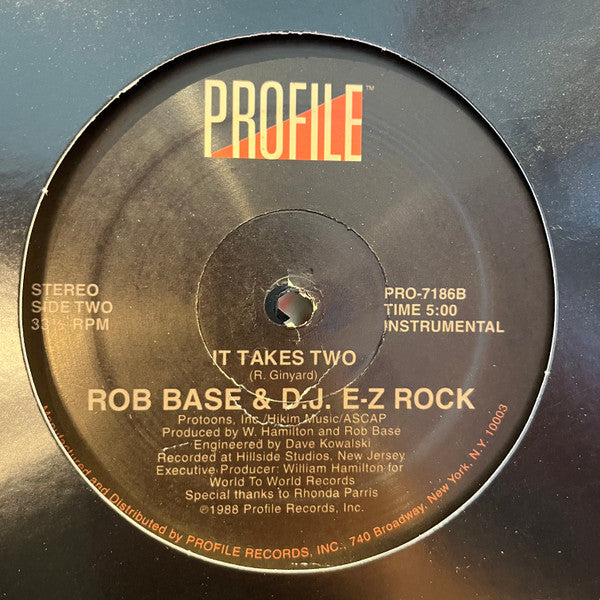 PROFILE™
STEREO
SIDE TWO
33⅓ RPM
PRO-7186B
TIME 5:00
INSTRUMENTAL
IT TAKES TWO
(R. Ginyard)
ROB BASE & D.J. E-Z ROCK
Protoons, Inc./Hikim Music/ASCAP
Produced by W. Hamilton and Rob Base
Engineered by Dave Kowalski
Recorded at Hillside Studios, New Jersey
Executive Producer: William Hamilton for
World To World Records
Special thanks to Rhonda Parris
℗1988 Profile Records, Inc.
Manufactured and Distributed by PROFILE RECORDS, INC., 740 Broadway, New York, N.Y. 10003